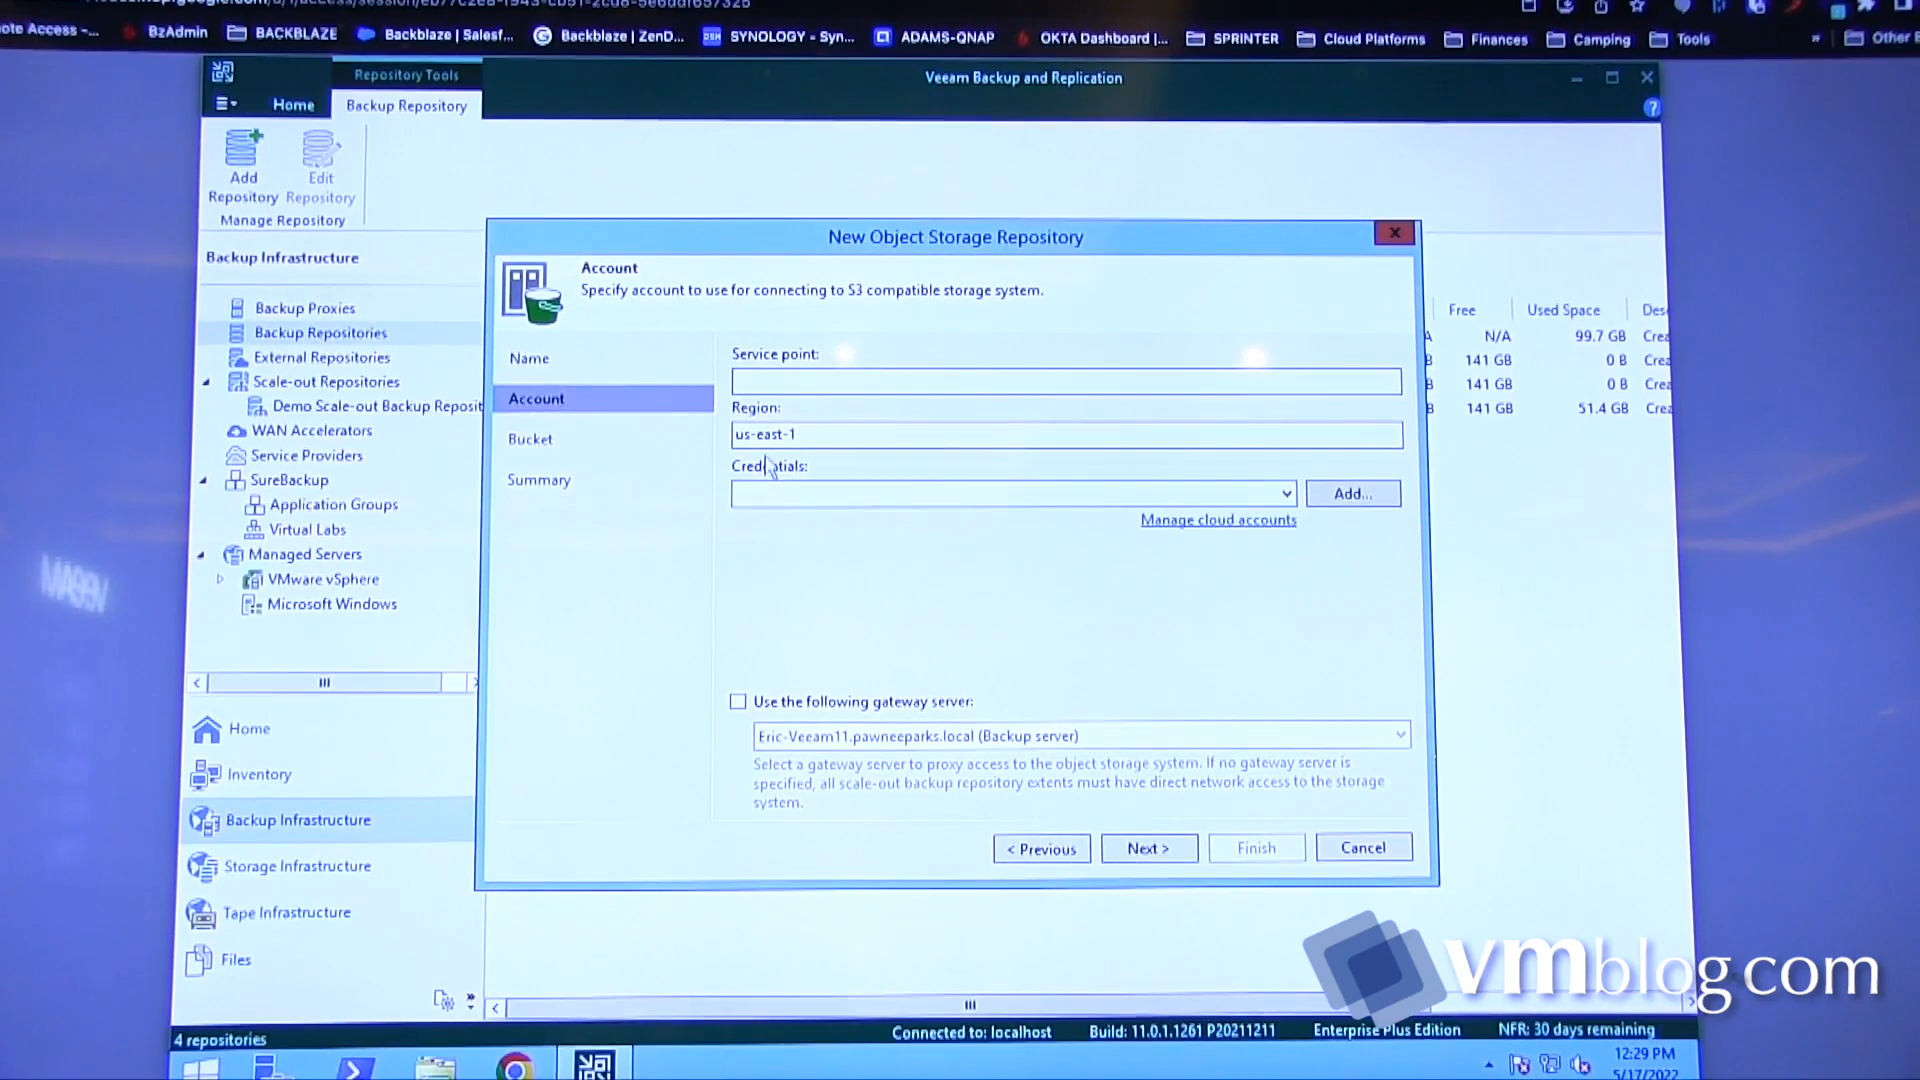 BzAdmin
BACKBLAZE
Backblaze | Salesf...
Backblaze | ZenD...
SYNOLOGY = Syn...
ADAMS-QNAP
OKTA Dashboard |...
SPRINTER
Cloud Platforms
Finances
Camping
Tools
»
Repository Tools
Veeam Backup and Replication
Home
Backup Repository
Add
Repository
Edit
Repository
Manage Repository
Backup Infrastructure
Backup Proxies
Backup Repositories
External Repositories
Scale-out Repositories
Demo Scale-out Backup Reposit
WAN Accelerators
Service Providers
SureBackup
Application Groups
Virtual Labs
Managed Servers
VMware vSphere
Microsoft Windows
New Object Storage Repository
Account
Specify account to use for connecting to S3 compatible storage system.
Name
Account
Bucket
Summary
Service point:
Region:
us-east-1
Credentials:
Add...
Manage cloud accounts
Use the following gateway server:
Eric-Veeam11.pawneeparks.local (Backup server)
Select a gateway server to proxy access to the object storage system. If no gateway server is
specified, all scale-out backup repository extents must have direct network access to the storage
system.
< Previous
Next >
Finish
Cancel
Free
Used Space
N/A
99.7 GB
141 GB
0 B
141 GB
0 B
141 GB
51.4 GB
Home
Inventory
Backup Infrastructure
Storage Infrastructure
Tape Infrastructure
Files
4 repositories
Connected to: localhost
Build: 11.0.1.1261 P20211211
Enterprise Plus Edition
NFR: 30 days remaining
12:29 PM
5/17/2022
vmblog.com